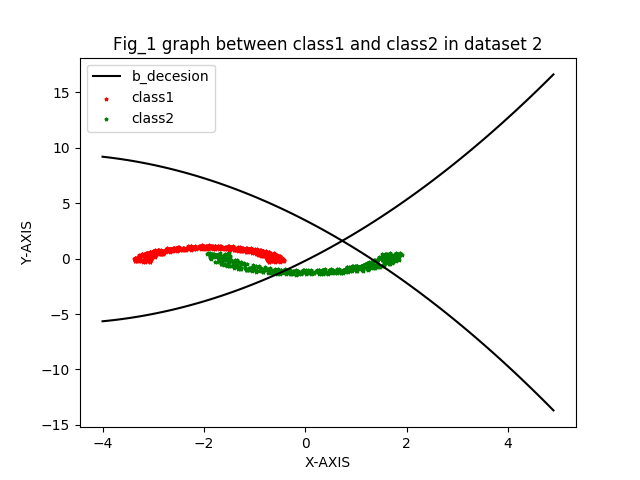 Fig_1 graph between class1 and class2 in dataset 2
b_decesion
class1
class2
15
10
5
0
−5
−10
−15
Y-AXIS
−4 −2 0 2 4
X-AXIS